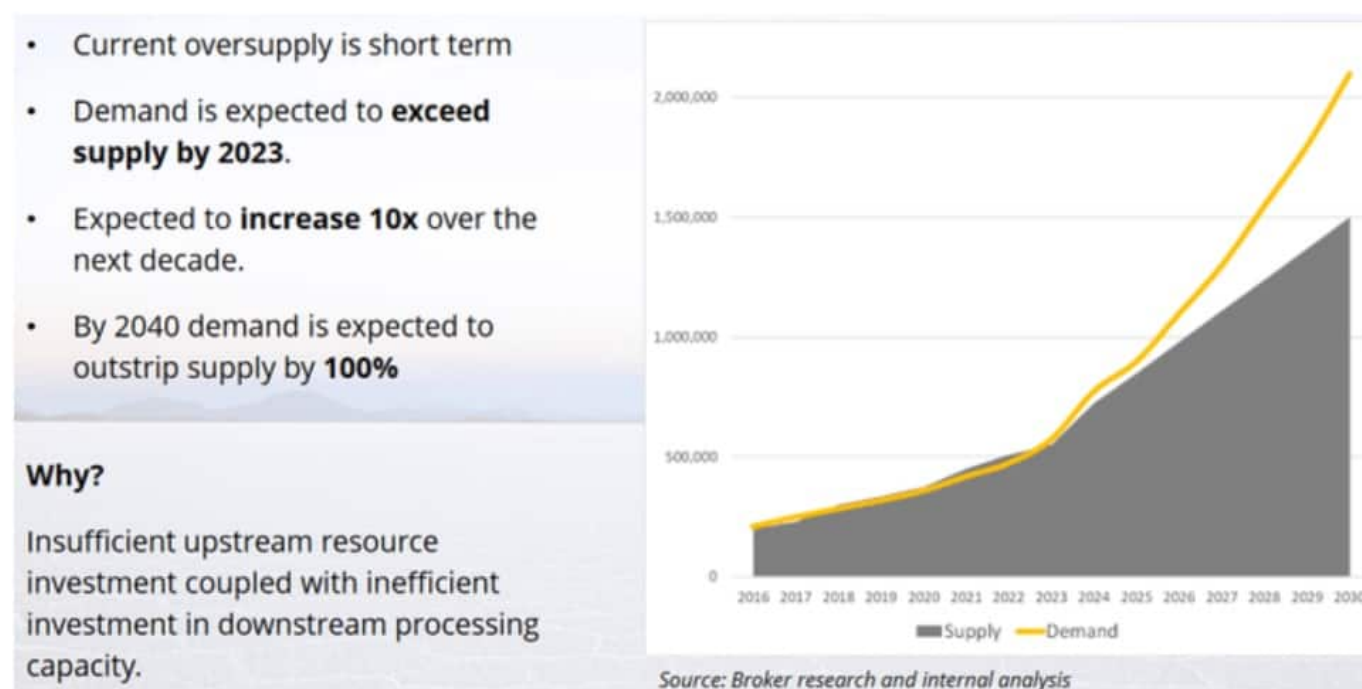 • Current oversupply is short term
• Demand is expected to exceed
supply by 2023.
• Expected to increase 10x over the
next decade.
• By 2040 demand is expected to
outstrip supply by 100%
Why?
Insufficient upstream resource
investment coupled with inefficient
investment in downstream processing
capacity.
2,000,000
1,500,000
1,000,000
500,000
0
2016 2017 2018 2019 2020 2021 2022 2023 2024 2025 2026 2027 2028 2029 2030
Supply Demand
Source: Broker research and internal analysis